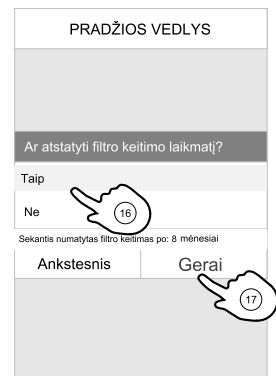 PRADŽIOS VEDLYS
Ar atstatyti filtro keitimo laikmatį?
Taip
16
Ne
Sekantis numatytas filtro keitimas po: 8 mėnesiai
Ankstesnis
Gerai
17